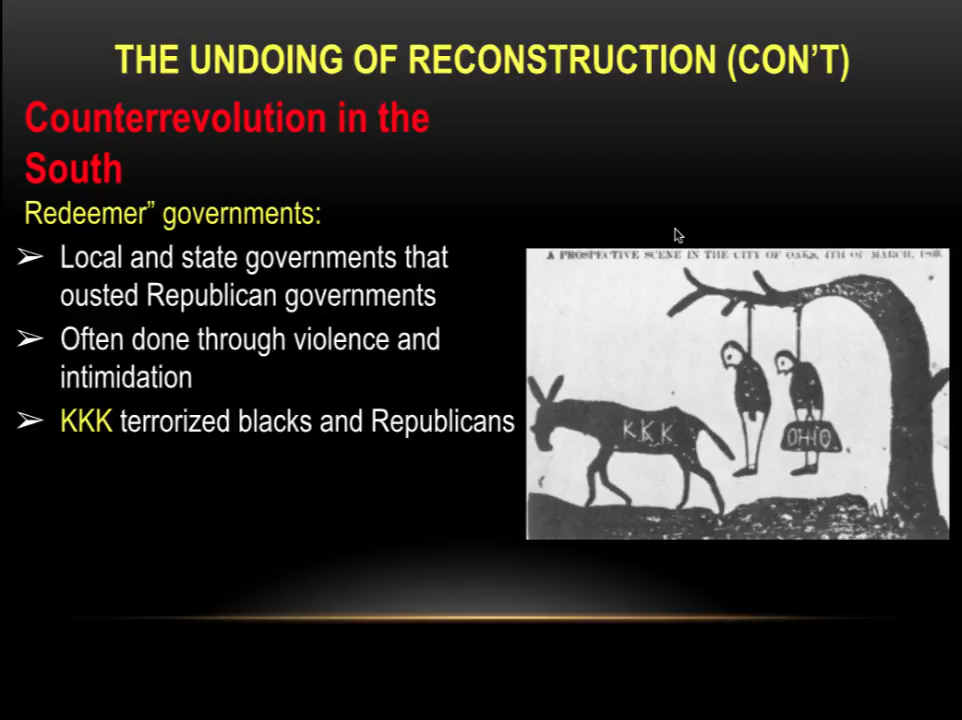 THE UNDOING OF RECONSTRUCTION (CON'T)
Counterrevolution in the
South
Redeemer” governments:
➢ Local and state governments that
ousted Republican governments
➢ Often done through violence and
intimidation
➢ KKK terrorized blacks and Republicans
A PROSPECTIVE SCENE IN THE CITY OF OAKS, 4TH OF MARCH,
KKK
OHIO